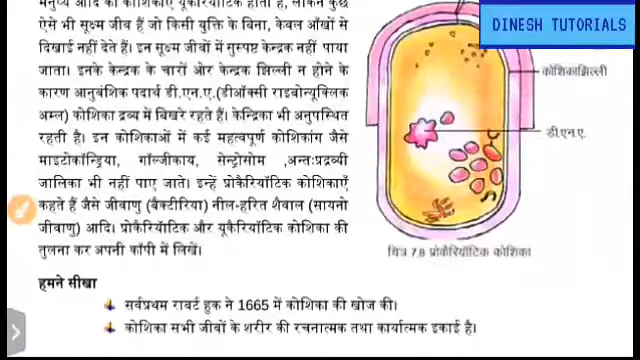 मनुष्य आदि की कोशिकाएँ यूकैरियोटिक होती है, लेकिन कुछ
ऐसे भी सूक्ष्म जीव हैं जो किसी युक्ति के बिना, केवल आँखों से
दिखाई नहीं देते हैं। इन सूक्ष्म जीवों में सुस्पष्ट केन्द्रक नहीं पाया
जाता। इनके केन्द्रक के चारों ओर केन्द्रक झिल्ली न होने के
कारण आनुवंशिक पदार्थ डी.एन.ए.(डीऑक्सी राइबोन्यूक्लिक
अम्ल) कोशिका द्रव्य में बिखरे रहते हैं। केन्द्रिका भी अनुपस्थित
रहती है। इन कोशिकाओं में कई महत्वपूर्ण कोशिकांग जैसे
माइटोकॉन्ड्रिया, गॉल्जीकाय, सेन्ट्रोसोम ,अन्तःप्रद्रव्यी
जालिका भी नहीं पाए जाते। इन्हें प्रोकैरियॉटिक कोशिकाएँ
कहते हैं जैसे जीवाणु (बैक्टीरिया) नील-हरित शैवाल (सायनो
जीवाणु) आदि। प्रोकैरियॉटिक और यूकैरियॉटिक कोशिका की
तुलना कर अपनी कॉपी में लिखें।
DINESH TUTORIALS
कोशिकाझिल्ली
डी.एन.ए.
चित्र 7.8 प्रोकैरियॉटिक कोशिका
हमने सीखा
सर्वप्रथम राबर्ट हूक ने 1665 में कोशिका की खोज की।
कोशिका सभी जीवों के शरीर की रचनात्मक तथा कार्यात्मक इकाई है।